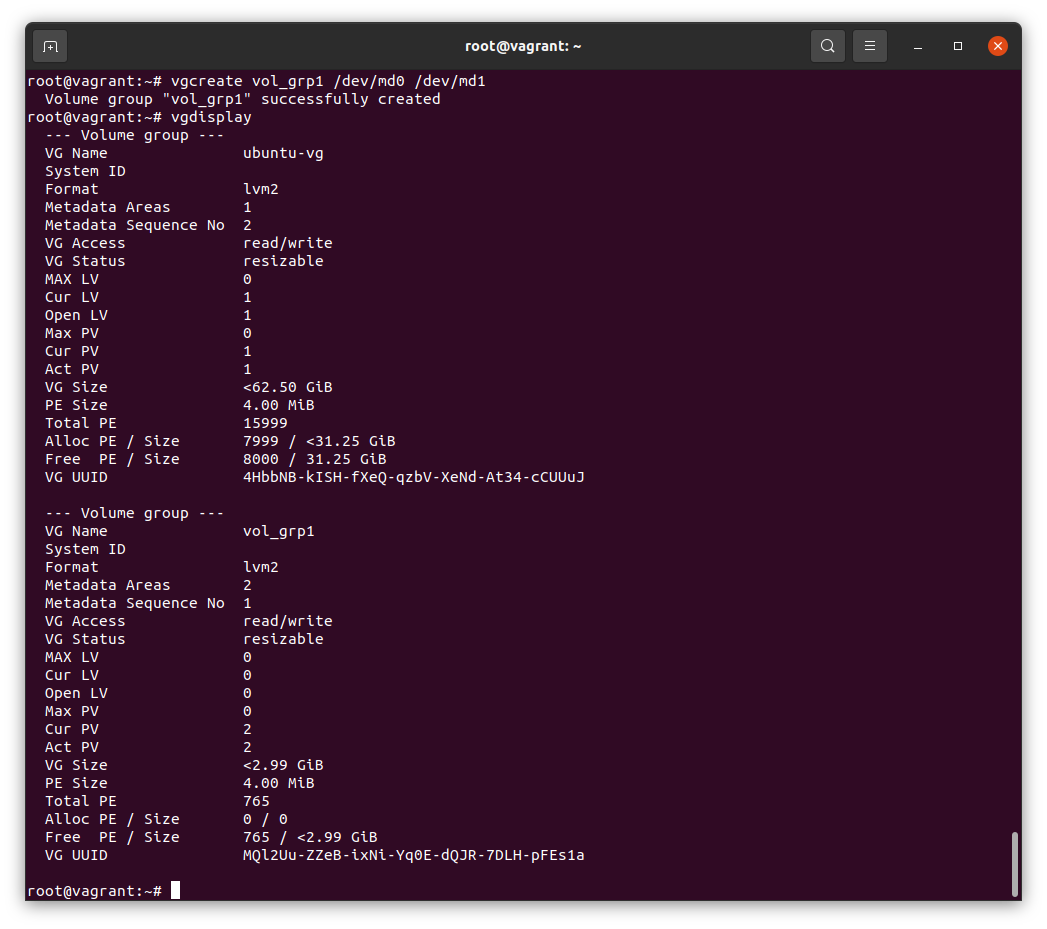 root@vagrant: ~
root@vagrant:~# vgcreate vol_grp1 /dev/md0 /dev/md1
  Volume group "vol_grp1" successfully created
root@vagrant:~# vgdisplay
  --- Volume group ---
  VG Name               ubuntu-vg
  System ID
  Format                lvm2
  Metadata Areas        1
  Metadata Sequence No  2
  VG Access             read/write
  VG Status             resizable
  MAX LV                0
  Cur LV                1
  Open LV               1
  Max PV                0
  Cur PV                1
  Act PV                1
  VG Size               <62.50 GiB
  PE Size               4.00 MiB
  Total PE              15999
  Alloc PE / Size       7999 / <31.25 GiB
  Free  PE / Size       8000 / 31.25 GiB
  VG UUID               4HbbNB-kISH-fXeQ-qzbV-XeNd-At34-cCUUuJ

  --- Volume group ---
  VG Name               vol_grp1
  System ID
  Format                lvm2
  Metadata Areas        2
  Metadata Sequence No  1
  VG Access             read/write
  VG Status             resizable
  MAX LV                0
  Cur LV                0
  Open LV               0
  Max PV                0
  Cur PV                2
  Act PV                2
  VG Size               <2.99 GiB
  PE Size               4.00 MiB
  Total PE              765
  Alloc PE / Size       0 / 0
  Free  PE / Size       765 / <2.99 GiB
  VG UUID               MQl2Uu-ZZeB-ixNi-Yq0E-dQJR-7DLH-pFEs1a

root@vagrant:~#